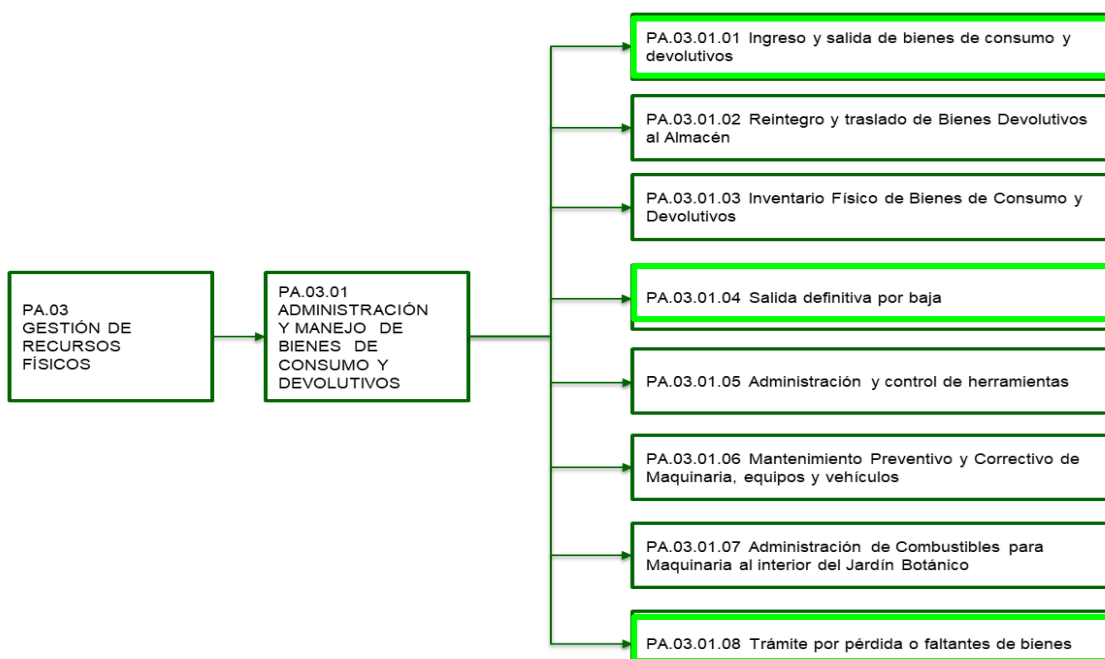 PA.03
GESTIÓN DE
RECURSOS
FÍSICOS
PA.03.01
ADMINISTRACIÓN
Y MANEJO DE
BIENES DE
CONSUMO Y
DEVOLUTIVOS
PA.03.01.01 Ingreso y salida de bienes de consumo y
devolutivos
PA.03.01.02 Reintegro y traslado de Bienes Devolutivos
al Almacén
PA.03.01.03 Inventario Físico de Bienes de Consumo y
Devolutivos
PA.03.01.04 Salida definitiva por baja
PA.03.01.05 Administración y control de herramientas
PA.03.01.06 Mantenimiento Preventivo y Correctivo de
Maquinaria, equipos y vehículos
PA.03.01.07 Administración de Combustibles para
Maquinaria al interior del Jardín Botánico
PA.03.01.08 Trámite por pérdida o faltantes de bienes